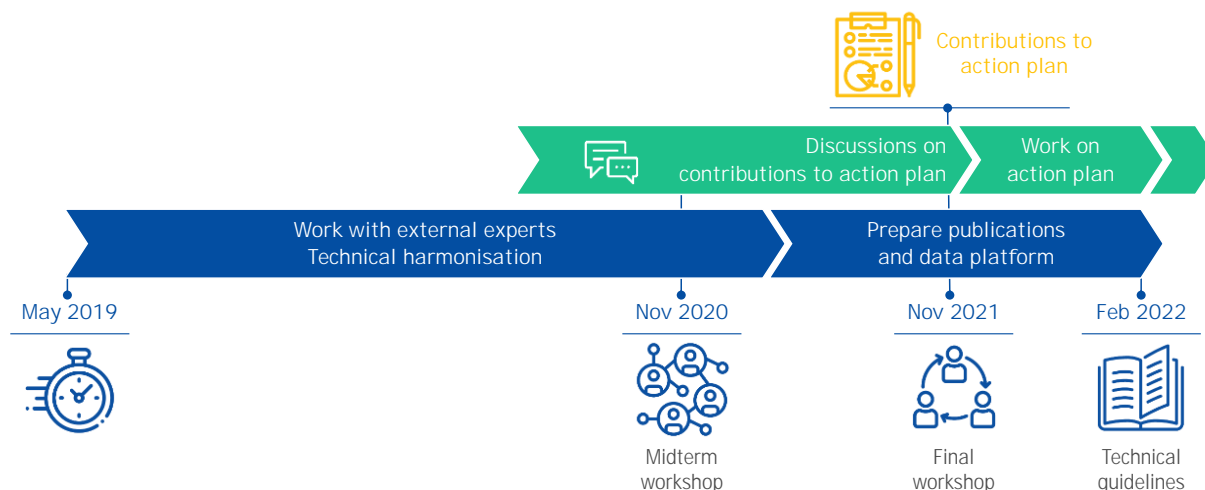 Contributions to
action plan
Discussions on
contributions to action plan
Work on
action plan
Work with external experts
Technical harmonisation
Prepare publications
and data platform
May 2019
Nov 2020
Nov 2021
Feb 2022
Midterm
workshop
Final
workshop
Technical
guidelines